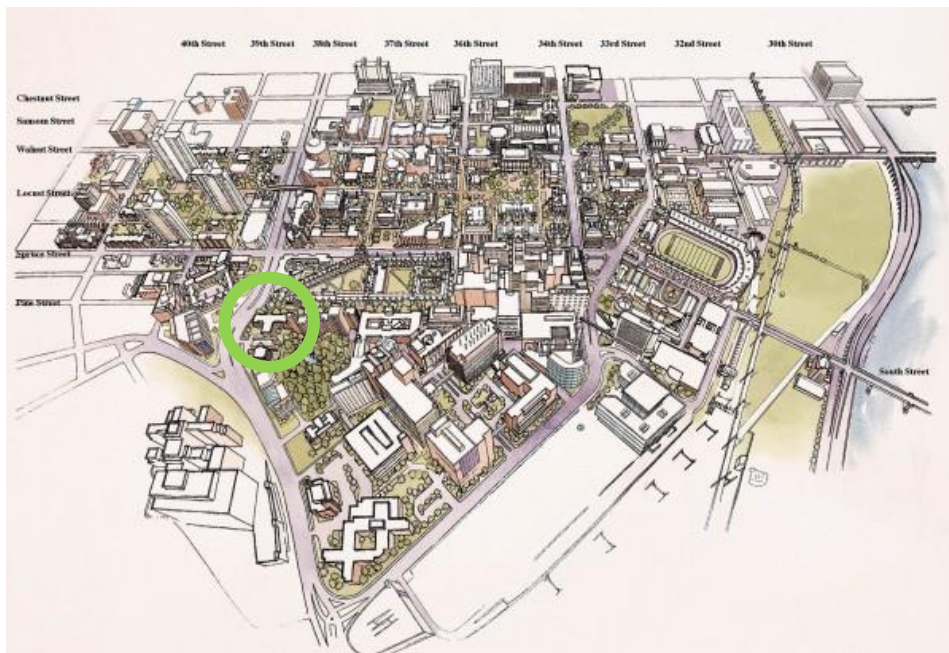 40th Street 39th Street 38th Street 37th Street 36th Street 34th Street 33rd Street 32nd Street 30th Street
Chestnut Street
Sansom Street
Walnut Street
Locust Street
Spruce Street
Pine Street
South Street